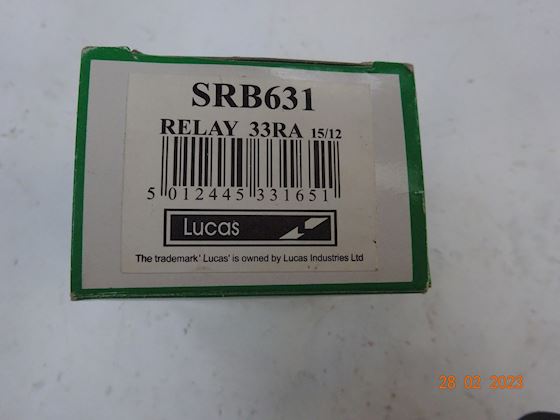 SRB631
RELAY 33RA 15/12
5 012445 331651
Lucas
The trademark' Lucas' is owned by Lucas Industries Ltd
28 02 2023